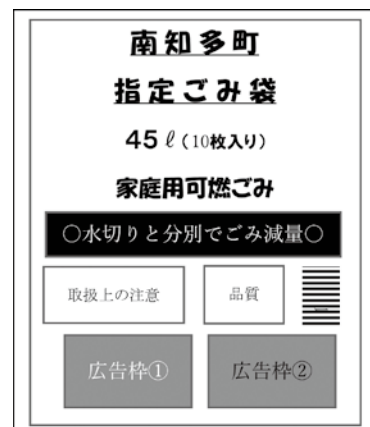 南知多町
指定ごみ袋
45ℓ(10枚入り)
家庭用可燃ごみ
○水切りと分別でごみ減量○
取扱上の注意
品質
広告枠①
広告枠②